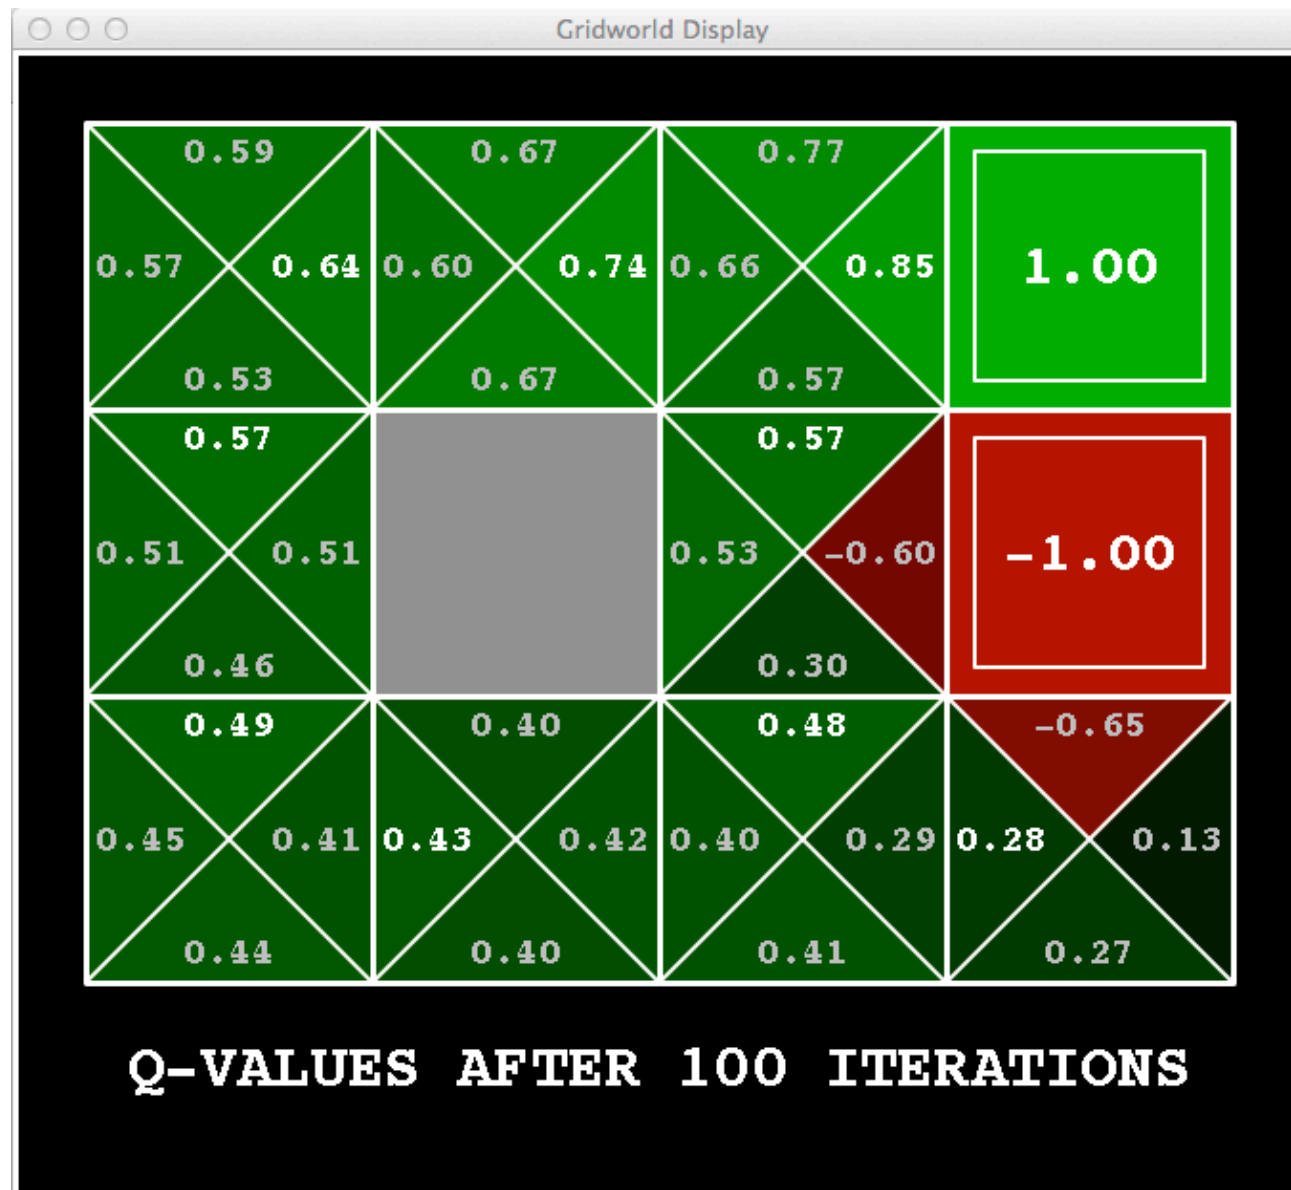 Gridworld Display
0.59 0.67 0.77
0.57 0.64 0.60 0.74 0.66 0.85 1.00
0.53 0.67 0.57
0.57 0.57
0.51 0.51 0.53 -0.60 -1.00
0.46 0.30
0.49 0.40 0.48 -0.65
0.45 0.41 0.43 0.42 0.40 0.29 0.28 0.13
0.44 0.40 0.41 0.27
Q-VALUES AFTER 100 ITERATIONS